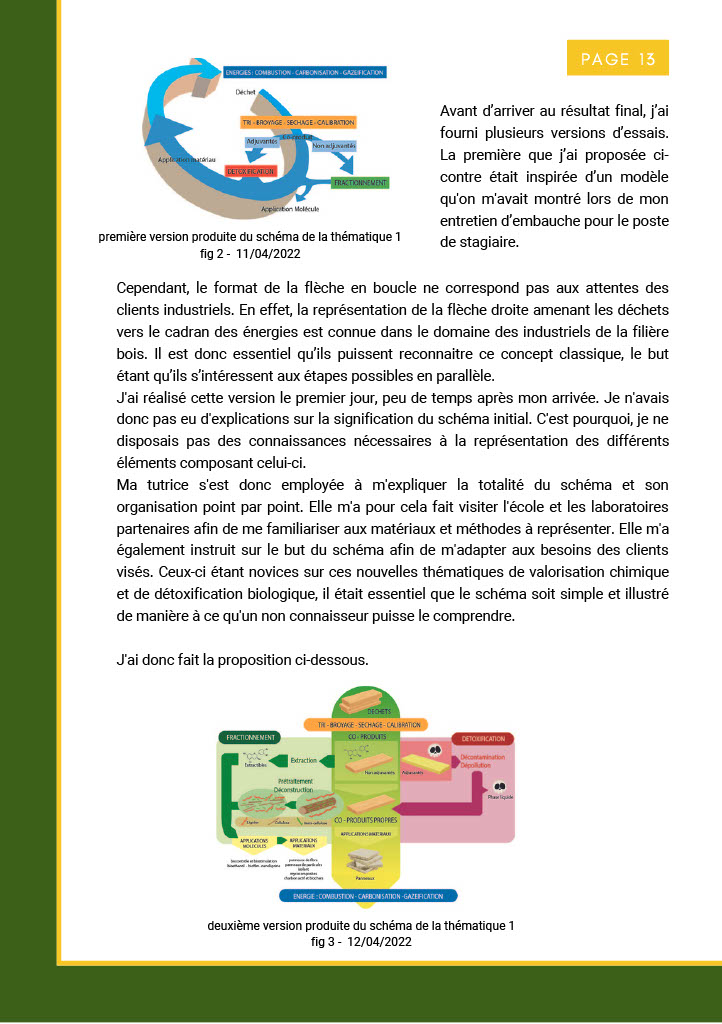 PAGE 13
ENERGIES : COMBUSTION - CARBONISATION - GAZEIFICATION
Déchet
TRI - BROYAGE - SECHAGE - CALIBRATION
Adjuvantés
Non adjuvantés
Application matériau
DETOXIFICATION
FRACTIONNEMENT
Application Molécule
première version produite du schéma de la thématique 1
fig 2 - 11/04/2022
Avant d’arriver au résultat final, j’ai
fourni plusieurs versions d’essais.
La première que j’ai proposée ci-
contre était inspirée d’un modèle
qu'on m'avait montré lors de mon
entretien d’embauche pour le poste
de stagiaire.
Cependant, le format de la flèche en boucle ne correspond pas aux attentes des
clients industriels. En effet, la représentation de la flèche droite amenant les déchets
vers le cadran des énergies est connue dans le domaine des industriels de la filière
bois. Il est donc essentiel qu’ils puissent reconnaitre ce concept classique, le but
étant qu’ils s’intéressent aux étapes possibles en parallèle.
J'ai réalisé cette version le premier jour, peu de temps après mon arrivée. Je n'avais
donc pas eu d'explications sur la signification du schéma initial. C'est pourquoi, je ne
disposais pas des connaissances nécessaires à la représentation des différents
éléments composant celui-ci.
Ma tutrice s'est donc employée à m'expliquer la totalité du schéma et son
organisation point par point. Elle m'a pour cela fait visiter l'école et les laboratoires
partenaires afin de me familiariser aux matériaux et méthodes à représenter. Elle m'a
également instruit sur le but du schéma afin de m'adapter aux besoins des clients
visés. Ceux-ci étant novices sur ces nouvelles thématiques de valorisation chimique
et de détoxification biologique, il était essentiel que le schéma soit simple et illustré
de manière à ce qu'un non connaisseur puisse le comprendre.
J'ai donc fait la proposition ci-dessous.
DECHETS
TRI - BROYAGE - SECHAGE - CALIBRATION
FRACTIONNEMENT
CO - PRODUITS
DETOXIFICATION
Extractibles
Extraction
Non adjuvantés
Adjuvantés
Décontamination
Dépollution
Prétraitement
Déconstruction
Phase liquide
Lignine
Cellulose
CO - PRODUITS PROPRES
APPLICATIONS
MOLECULES
APPLICATIONS
MATERIAUX
APPLICATIONS MATERIAUX
panneaux de particules
Panneaux
ENERGIE : COMBUSTION - CARBONISATION -GAZEIFICATION
deuxième version produite du schéma de la thématique 1
fig 3 - 12/04/2022